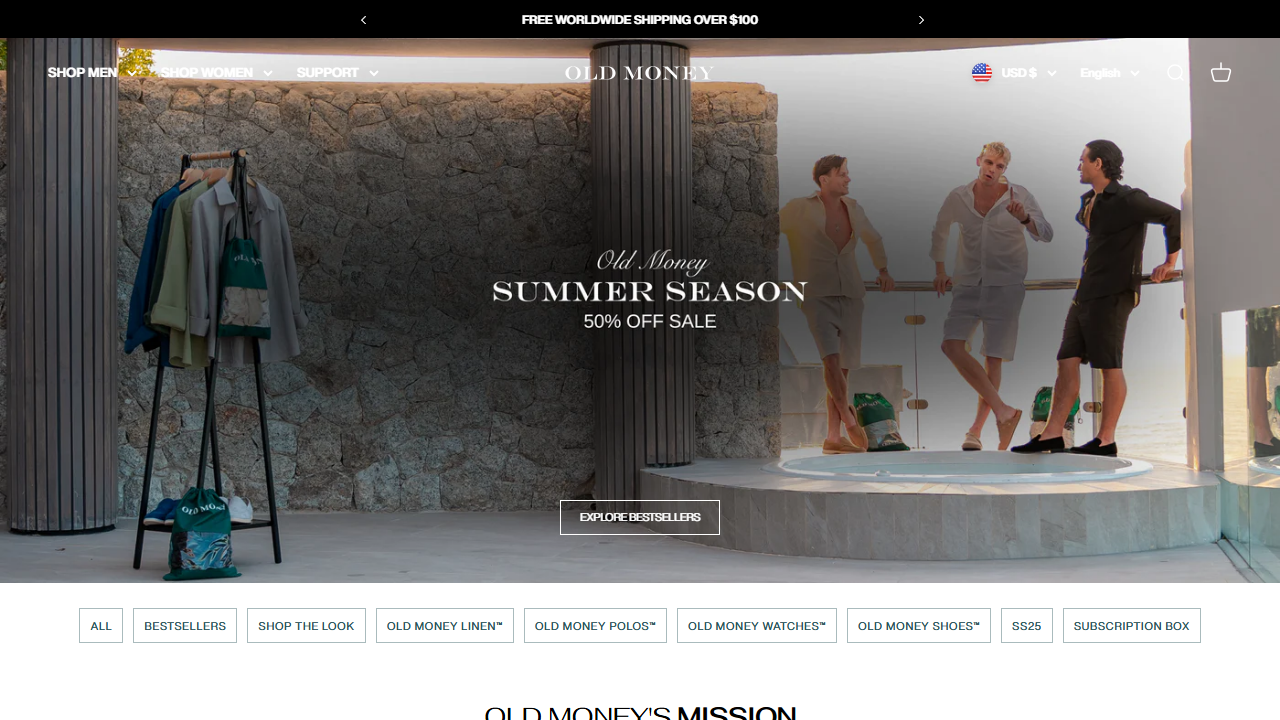 FREE WORLDWIDE SHIPPING OVER $100
SHOP MEN
SHOP WOMEN
SUPPORT
OLD MONEY
USD $
English
Old Money
SUMMER SEASON
50% OFF SALE
EXPLORE BESTSELLERS
ALL
BESTSELLERS
SHOP THE LOOK
OLD MONEY LINEN™
OLD MONEY POLOS™
OLD MONEY WATCHES™
OLD MONEY SHOES™
SS25
SUBSCRIPTION BOX
OLD MONEY'S MISSION